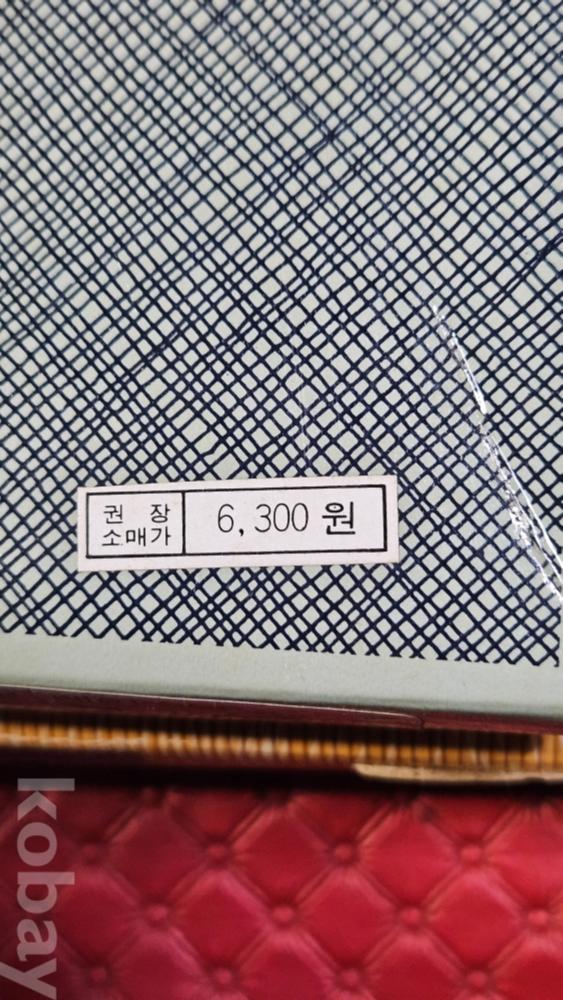 권 장
소매가
6,300 원
kobay